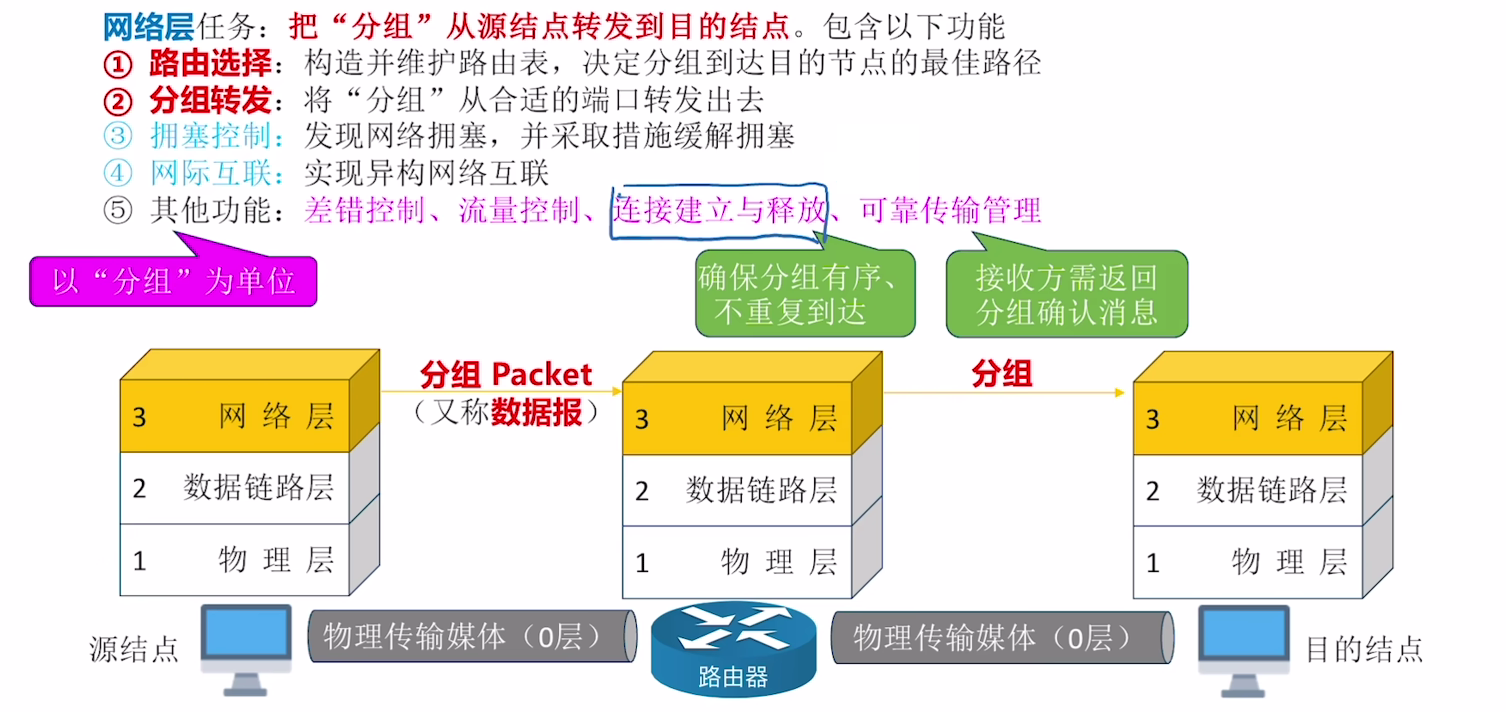 网络层任务：把“分组”从源结点转发到目的结点。包含以下功能
① 路由选择：构造并维护路由表，决定分组到达目的节点的最佳路径
② 分组转发：将“分组”从合适的端口转发出去
③ 拥塞控制：发现网络拥塞，并采取措施缓解拥塞
④ 网际互联：实现异构网络互联
⑤ 其他功能：差错控制、流量控制、连接建立与释放、可靠传输管理
以“分组”为单位
确保分组有序、
不重复到达
接收方需返回
分组确认消息
分组 Packet
（又称数据报）
分组
3 网 络 层
2 数据链路层
1 物 理 层
3 网 络 层
2 数据链路层
1 物 理 层
3 网 络 层
2 数据链路层
1 物 理 层
源结点
物理传输媒体（0层）
路由器
物理传输媒体（0层）
目的结点